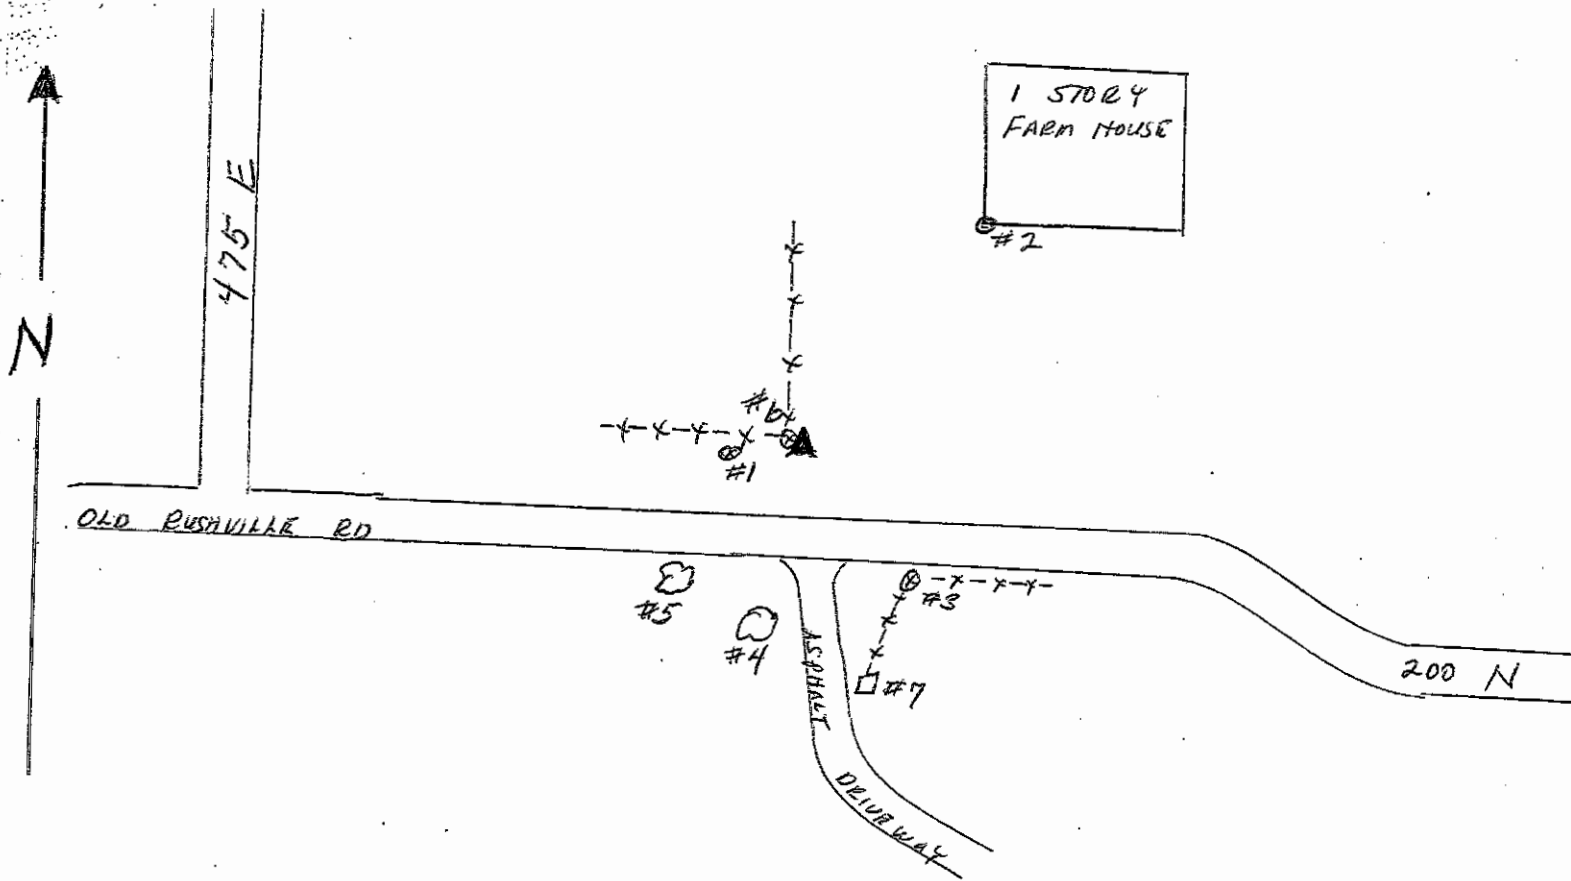 1 STORY
FARM HOUSE
#2
475 E
N
#6
#1
OLD RUSHVILLE RD
#5
#3
#4
ASPHALT
#7
200 N
DRIVEWAY